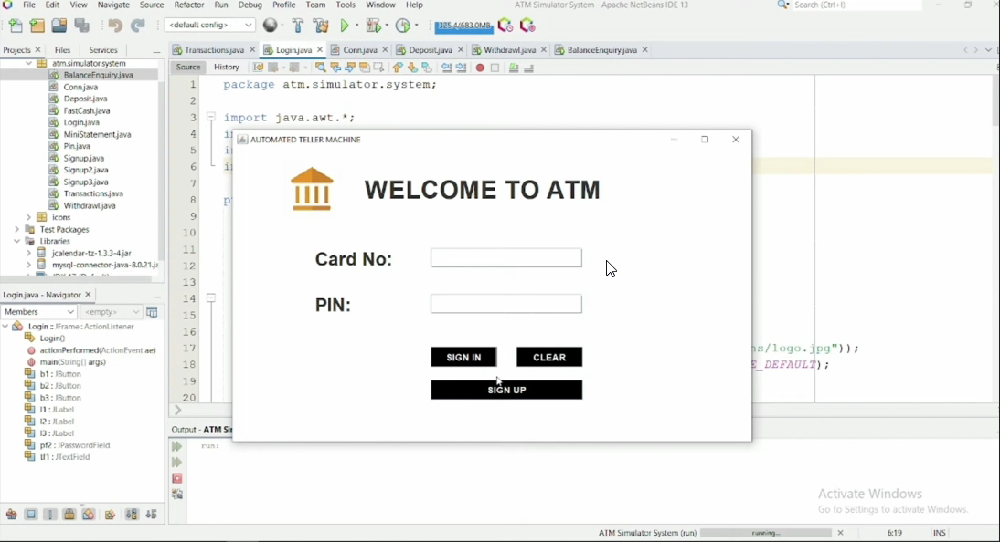 File Edit View Navigate Source Refactor Run Debug Profile Team Tools Window Help
ATM Simulator System - Apache NetBeans IDE 13
Search (Ctrl+I)
<default config>
325.4/683.0MB
Projects
Files
Services
Transactions.java
Login.java
Conn.java
Deposit.java
Withdrawl.java
BalanceEnquiry.java
Source
History
atm.simulator.system
BalanceEnquiry.java
Conn.java
Deposit.java
FastCash.java
Login.java
MiniStatement.java
Pin.java
Signup.java
Signup2.java
Signup3.java
Transactions.java
Withdrawl.java
icons
Test Packages
Libraries
jcalendar-tz-1.3.3-4.jar
mysql-connector-java-8.0.21.ja
Login.java - Navigator
Members
<empty>
Login :: JFrame : ActionListener
Login()
actionPerformed(ActionEvent ae)
main(String[] args)
b1 : JButton
b2 : JButton
b3 : JButton
l1 : JLabel
l2 : JLabel
l3 : JLabel
pf2 : JPasswordField
tf1 : JTextField
1 package atm.simulator.system;
2
3 import java.awt.*;
4
5
6
7
8
9
10
11
12
13
14
15
16
17 ns/logo.jpg"));
18 E_DEFAULT);
19
20
AUTOMATED TELLER MACHINE
WELCOME TO ATM
Card No:
PIN:
SIGN IN
CLEAR
SIGN UP
Output - ATM Sir
run:
Activate Windows
Go to Settings to activate Windows.
ATM Simulator System (run)
running...
6:19
INS